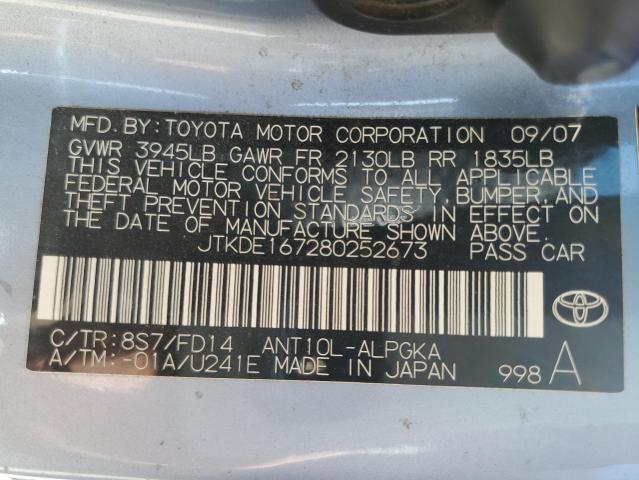 MFD. BY: TOYOTA MOTOR CORPORATION 09/07
GVWR 3945LB GAWR FR 2130LB RR 1835LB
THIS VEHICLE CONFORMS TO ALL APPLICABLE
FEDERAL MOTOR VEHICLE SAFETY, BUMPER, AND
THEFT PREVENTION STANDARDS IN EFFECT ON
THE DATE OF MANUFACTURE SHOWN ABOVE.
JTKDE167280252673 PASS CAR
C/TR: 8S7/FD14 ANT10L-ALPGKA
A/TM: -01A/U241E MADE IN JAPAN 998 A